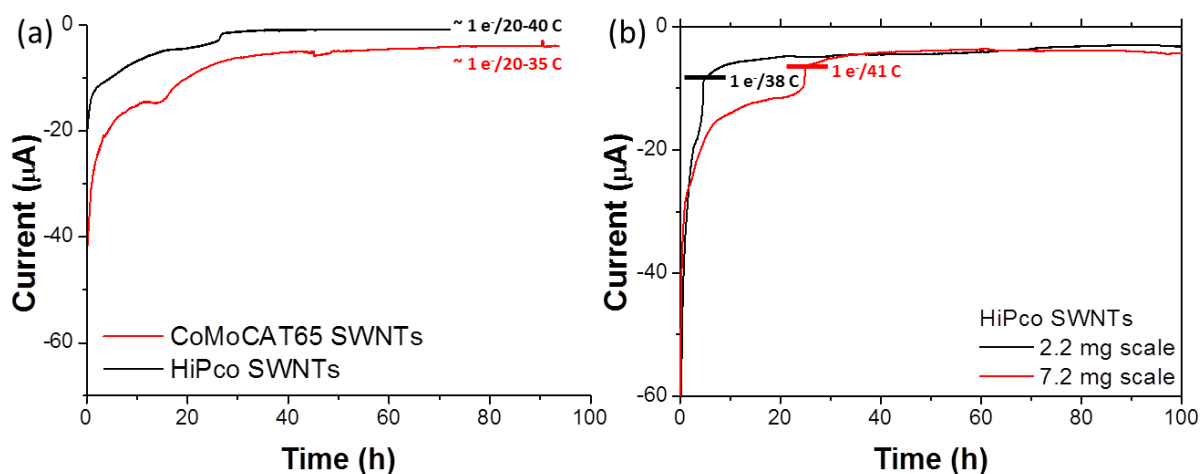 (a)
0
-20
-40
-60
Current (µA)
~ 1 e⁻/20-40 C
~ 1 e⁻/20-35 C
CoMoCAT65 SWNTs
HiPco SWNTs
0 20 40 60 80 100
Time (h)
(b)
0
-20
-40
-60
Current (µA)
1 e⁻/38 C
1 e⁻/41 C
HiPco SWNTs
2.2 mg scale
7.2 mg scale
0 20 40 60 80 100
Time (h)